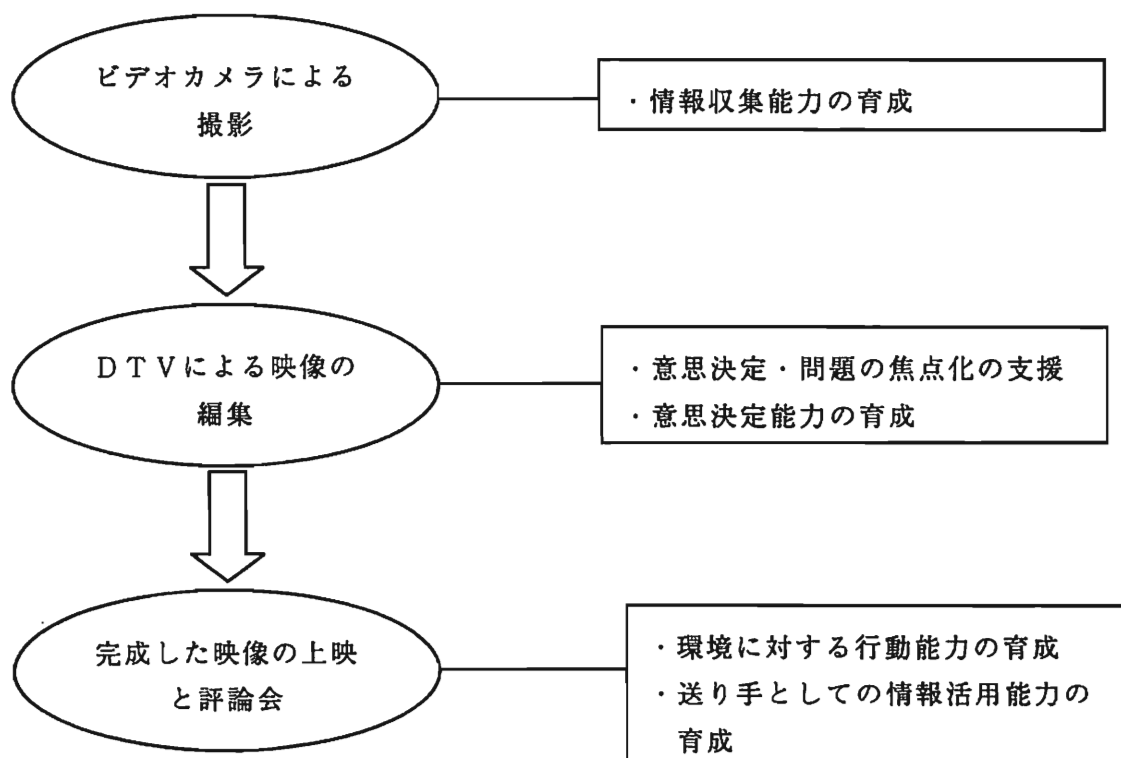 ビデオカメラによる
撮影
・情報収集能力の育成
DTVによる映像の
編集
・意思決定・問題の焦点化の支援
・意思決定能力の育成
完成した映像の上映
と評論会
・環境に対する行動能力の育成
・送り手としての情報活用能力の
育成